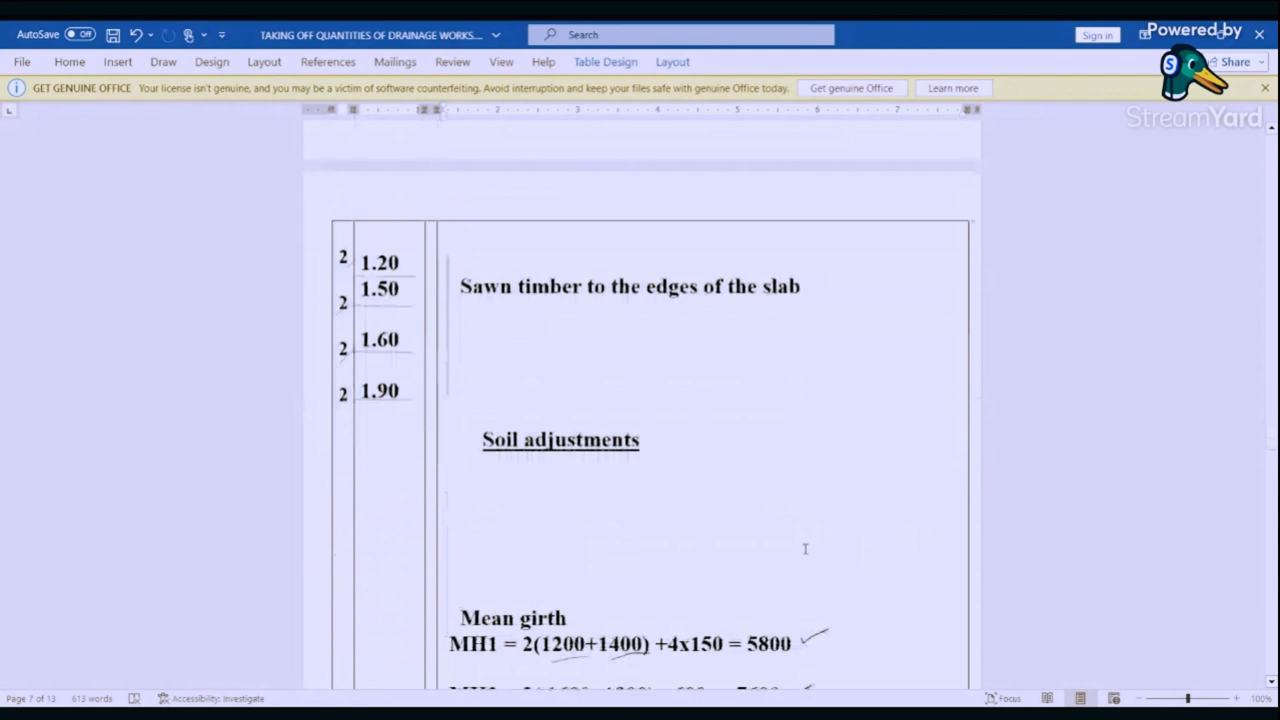 AutoSave Off TAKING OFF QUANTITIES OF DRAINAGE WORKS.... Search Sign in Powered by
File Home Insert Draw Design Layout References Mailings Review View Help Table Design Layout Share
GET GENUINE OFFICE Your license isn't genuine, and you may be a victim of software counterfeiting. Avoid interruption and keep your files safe with genuine Office today. Get genuine Office Learn more
StreamYard
2 1.20
Sawn timber to the edges of the slab
2 1.50
2 1.60
2 1.90
Soil adjustments
Mean girth
MH1 = 2(1200+1400) +4x150 = 5800
Page 7 of 13 613 words Accessibility: Investigate Focus 100%